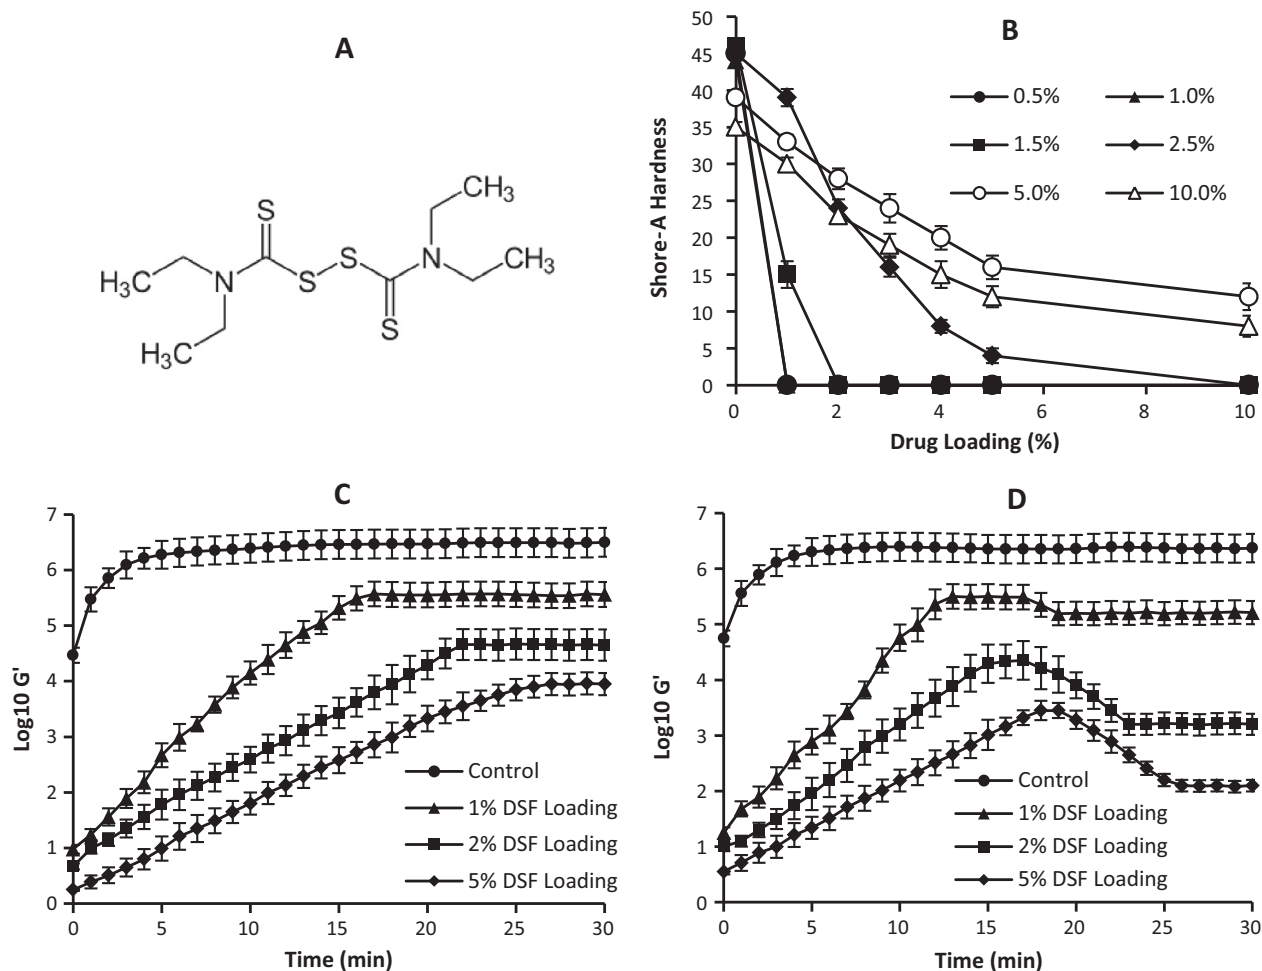 A
CH₃
S
CH₃
S
N
H₃C
N
S
S
H₃C
B
50
45
40
35
30
25
20
15
10
5
0
Shore-A Hardness
0.5%
1.0%
1.5%
2.5%
5.0%
10.0%
0 2 4 6 8 10
Drug Loading (%)
C
7
6
5
4
3
2
1
0
Log10 G'
Control
1% DSF Loading
2% DSF Loading
5% DSF Loading
0 5 10 15 20 25 30
Time (min)
D
7
6
5
4
3
2
1
0
Log10 G'
Control
1% DSF Loading
2% DSF Loading
5% DSF Loading
0 5 10 15 20 25 30
Time (min)